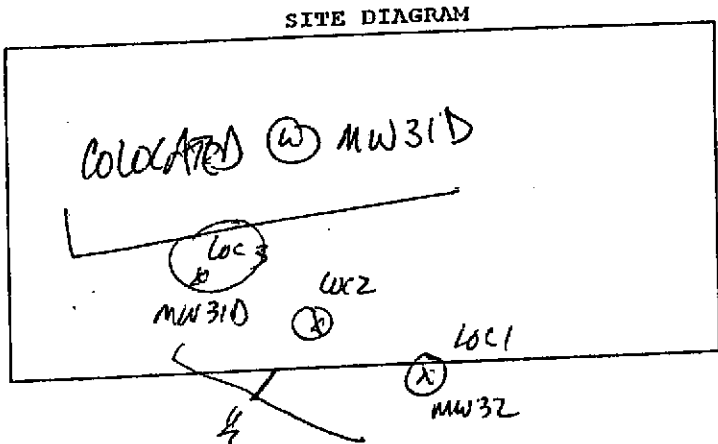 SITE DIAGRAM
COLOCATED W MW31D
LOC 3
MW31D
LOC2
LOC1
MW32